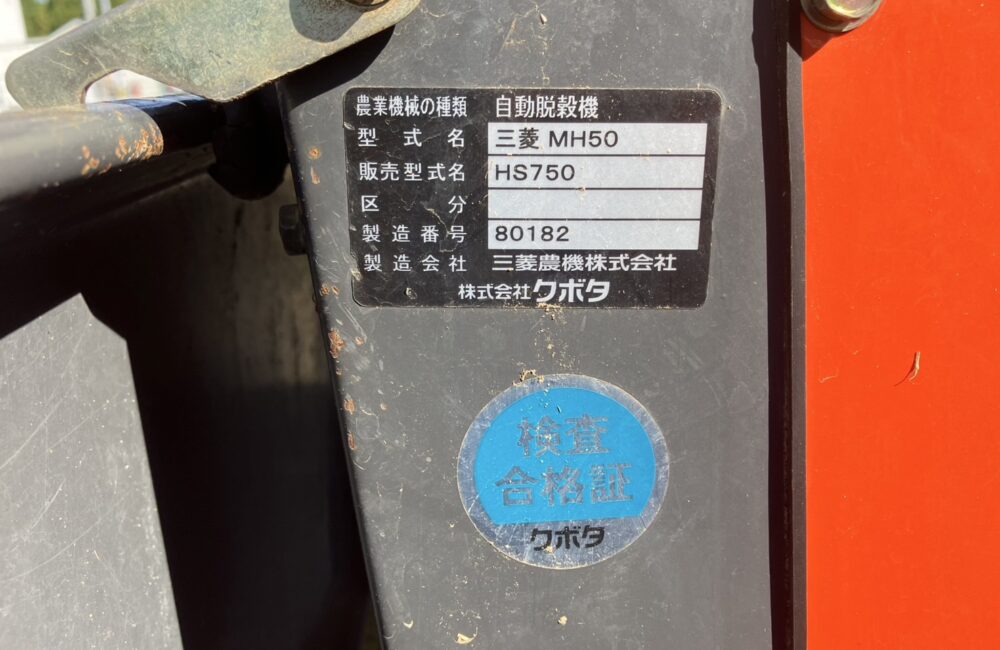 農業機械の種類 自動脱穀機
型式名 三菱 MH50
販売型式名 HS750
区分
製造番号 80182
製造会社 三菱農機株式会社
株式会社クボタ
検査
合格証
クボタ